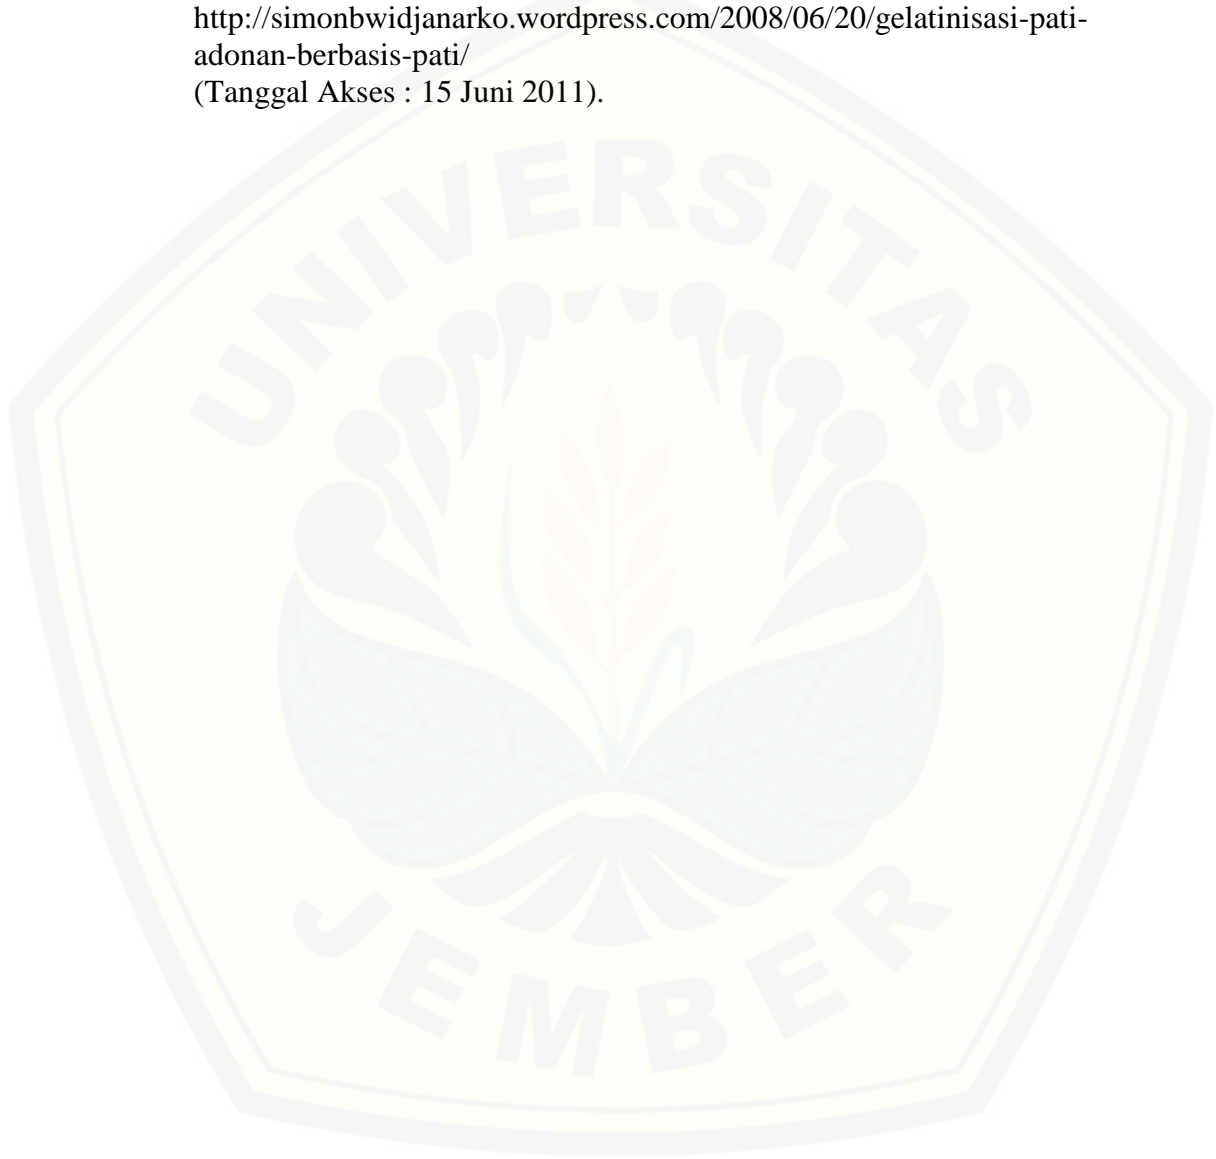 http://simonbwidjanarko.wordpress.com/2008/06/20/gelatinisasi-pati-
adonan-berbasis-pati/
(Tanggal Akses : 15 Juni 2011).
UNIVERSITAS
JEMBER